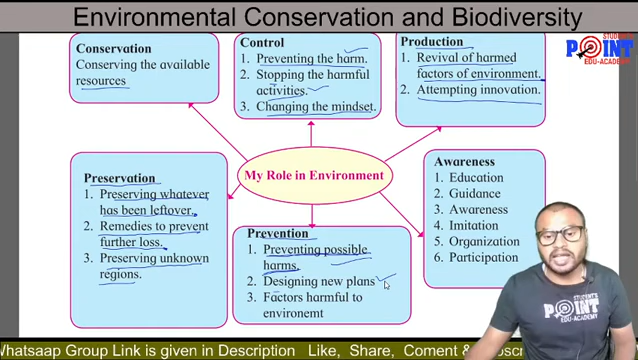 Environmental Conservation and Biodiversity
STUDENT'S
POINT
EDU-ACADEMY
Conservation
Conserving the available
resources
Control
1. Preventing the harm.
2. Stopping the harmful
activities.
3. Changing the mindset.
Production
1. Revival of harmed
factors of environment.
2. Attempting innovation.
My Role in Environment
Preservation
1. Preserving whatever
has been leftover.
2. Remedies to prevent
further loss.
3. Preserving unknown
regions.
Prevention
1. Preventing possible
harms.
2. Designing new plans
3. Factors harmful to
environemt
Awareness
1. Education
2. Guidance
3. Awareness
4. Imitation
5. Organization
6. Participation
STUDENT'S
POINT
EDU-ACADEMY
Whatsaap Group Link is given in Description Like, Share, Coment &